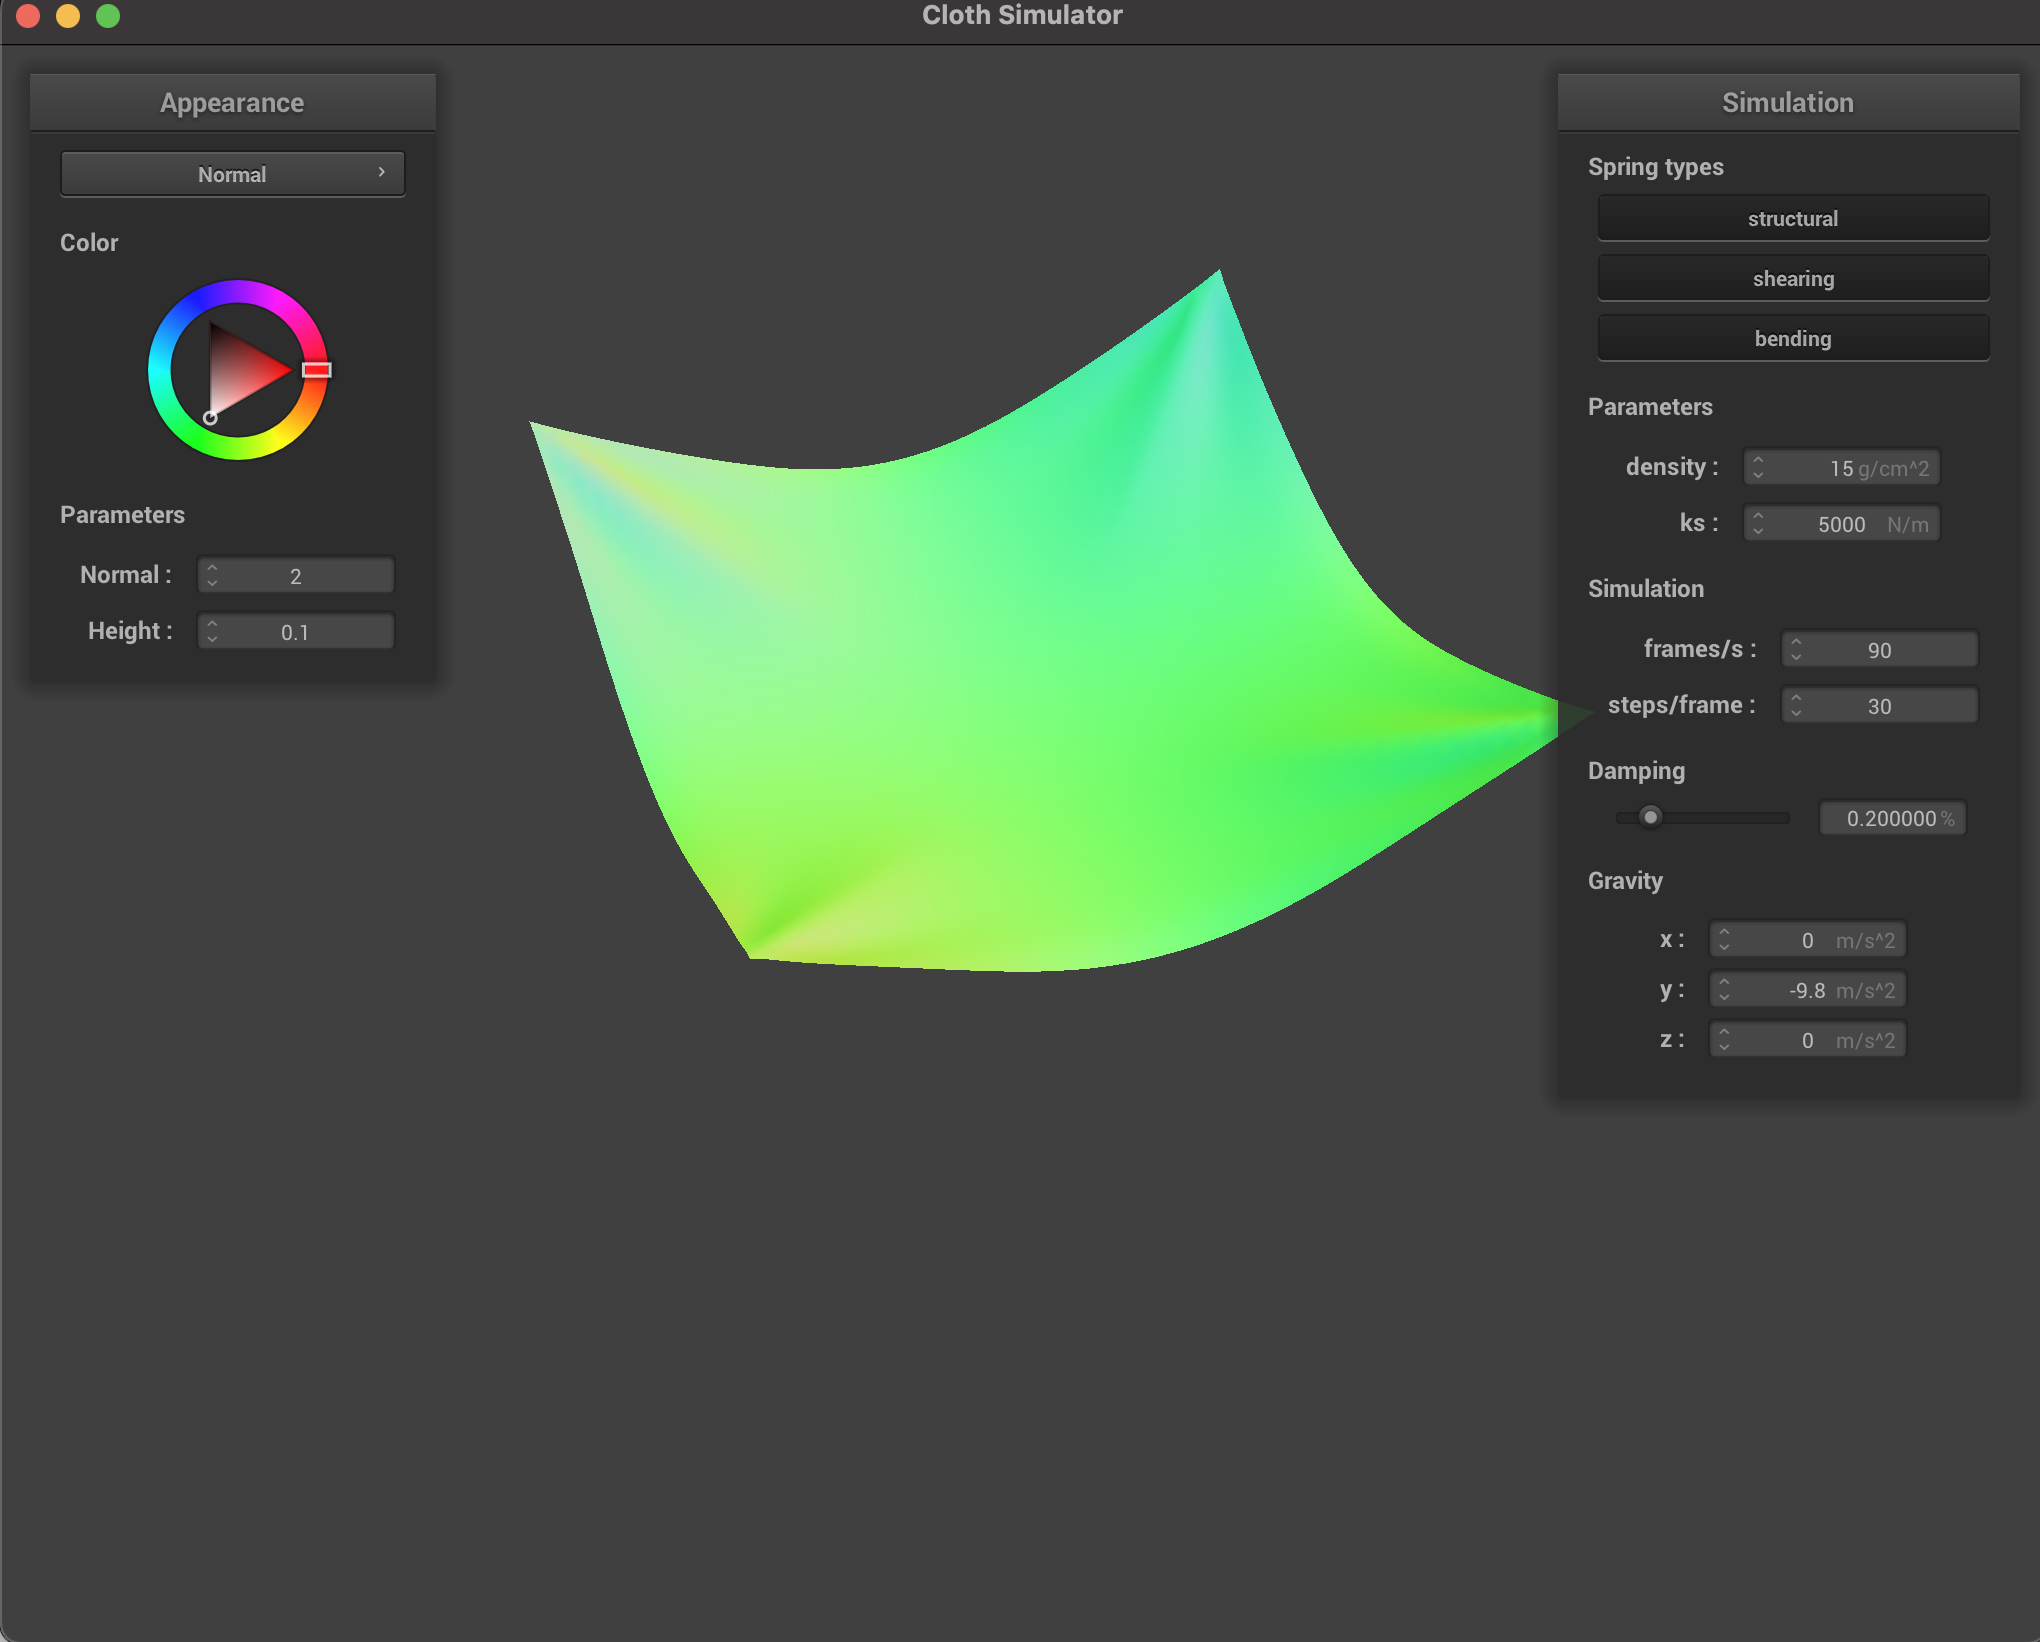 Cloth Simulator
Appearance
Normal
Color
Parameters
Normal : 2
Height : 0.1
Simulation
Spring types
structural
shearing
bending
Parameters
density : 15 g/cm^2
ks : 5000 N/m
Simulation
frames/s : 90
steps/frame : 30
Damping
0.200000 %
Gravity
x : 0 m/s^2
y : -9.8 m/s^2
z : 0 m/s^2